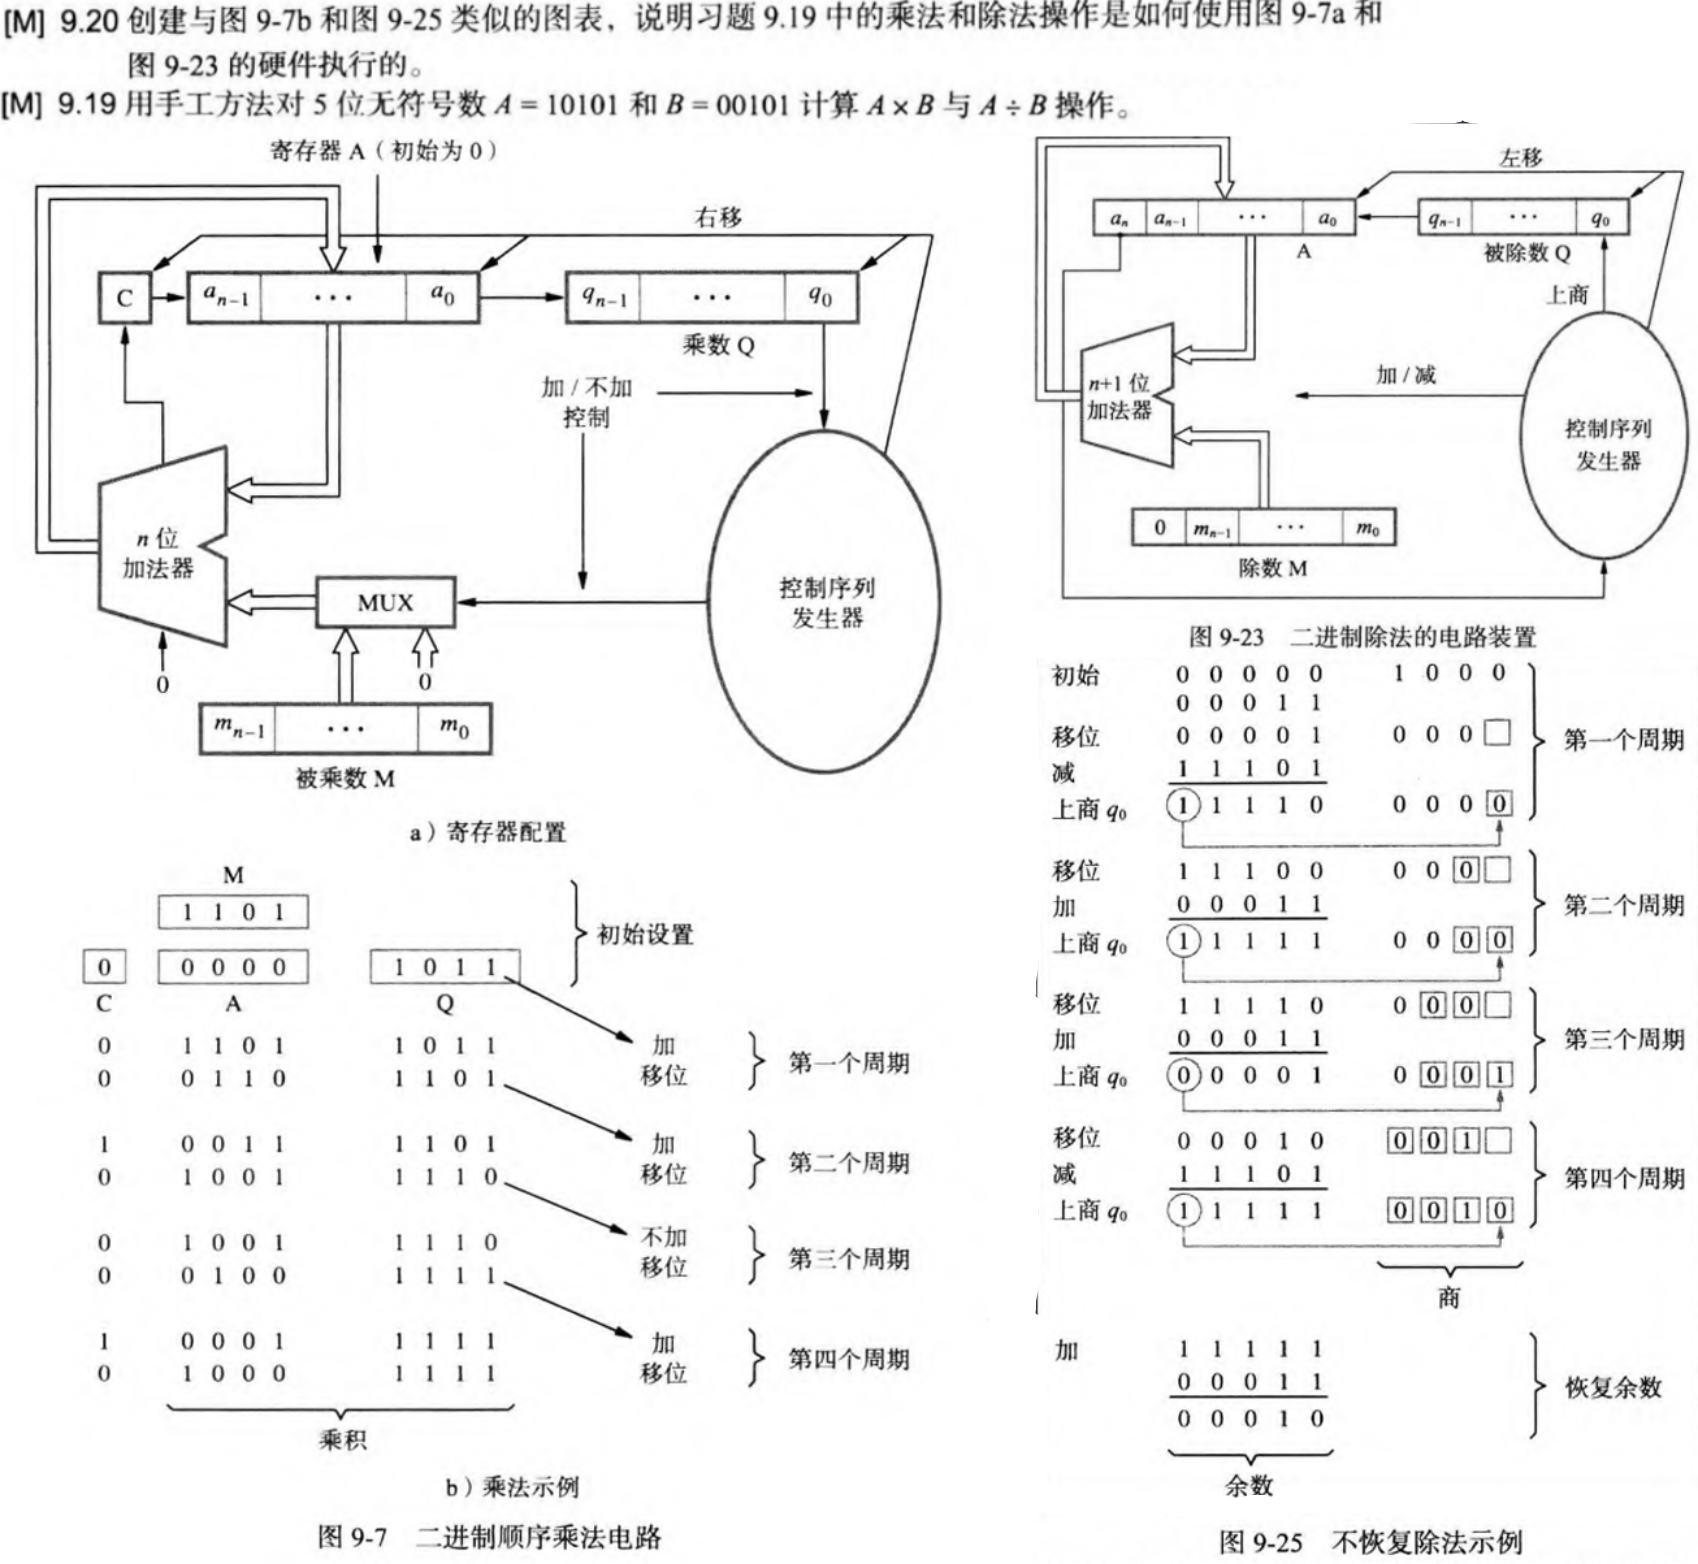 [M] 9.20 创建与图 9-7b 和图 9-25 类似的图表，说明习题 9.19 中的乘法和除法操作是如何使用图 9-7a 和
图 9-23 的硬件执行的。
[M] 9.19 用手工方法对 5 位无符号数 A = 10101 和 B = 00101 计算 A × B 与 A ÷ B 操作。
寄存器 A（初始为 0）
右移
C
an−1 ··· a0
qn−1 ··· q0
乘数 Q
加 / 不加
控制
n 位
加法器
MUX
控制序列
发生器
0
0
mn−1 ··· m0
被乘数 M
a）寄存器配置
M
1 1 0 1
初始设置
0 0 0 0 0 1 0 1 1
C A Q
0 1 1 0 1 1 0 1 1 加
0 0 1 1 0 1 1 0 1 移位
第一个周期
1 0 0 1 1 1 1 0 1 加
0 1 0 0 1 1 1 1 0 移位
第二个周期
0 1 0 0 1 1 1 1 0 不加
0 0 1 0 0 1 1 1 1 移位
第三个周期
1 0 0 0 1 1 1 1 1 加
0 1 0 0 0 1 1 1 1 移位
第四个周期
乘积
b）乘法示例
图 9-7 二进制顺序乘法电路
左移
an an−1 ··· a0
A
qn−1 ··· q0
被除数 Q
上商
n+1 位
加法器
加 / 减
控制序列
发生器
0 mn−1 ··· m0
除数 M
图 9-23 二进制除法的电路装置
初始 0 0 0 0 0 1 0 0 0
0 0 0 1 1
移位 0 0 0 0 1 0 0 0
减 1 1 1 0 1
上商 q0 1 1 1 1 0 0 0 0 0
第一个周期
移位 1 1 1 0 0 0 0 0
加 0 0 0 1 1
上商 q0 1 1 1 1 1 0 0 0 0
第二个周期
移位 1 1 1 1 0 0 0 0
加 0 0 0 1 1
上商 q0 0 0 0 0 1 0 0 0 1
第三个周期
移位 0 0 0 1 0 0 0 1
减 1 1 1 0 1
上商 q0 1 1 1 1 1 0 0 1 0
第四个周期
商
加 1 1 1 1 1
0 0 0 1 1
0 0 0 1 0
恢复余数
余数
图 9-25 不恢复除法示例